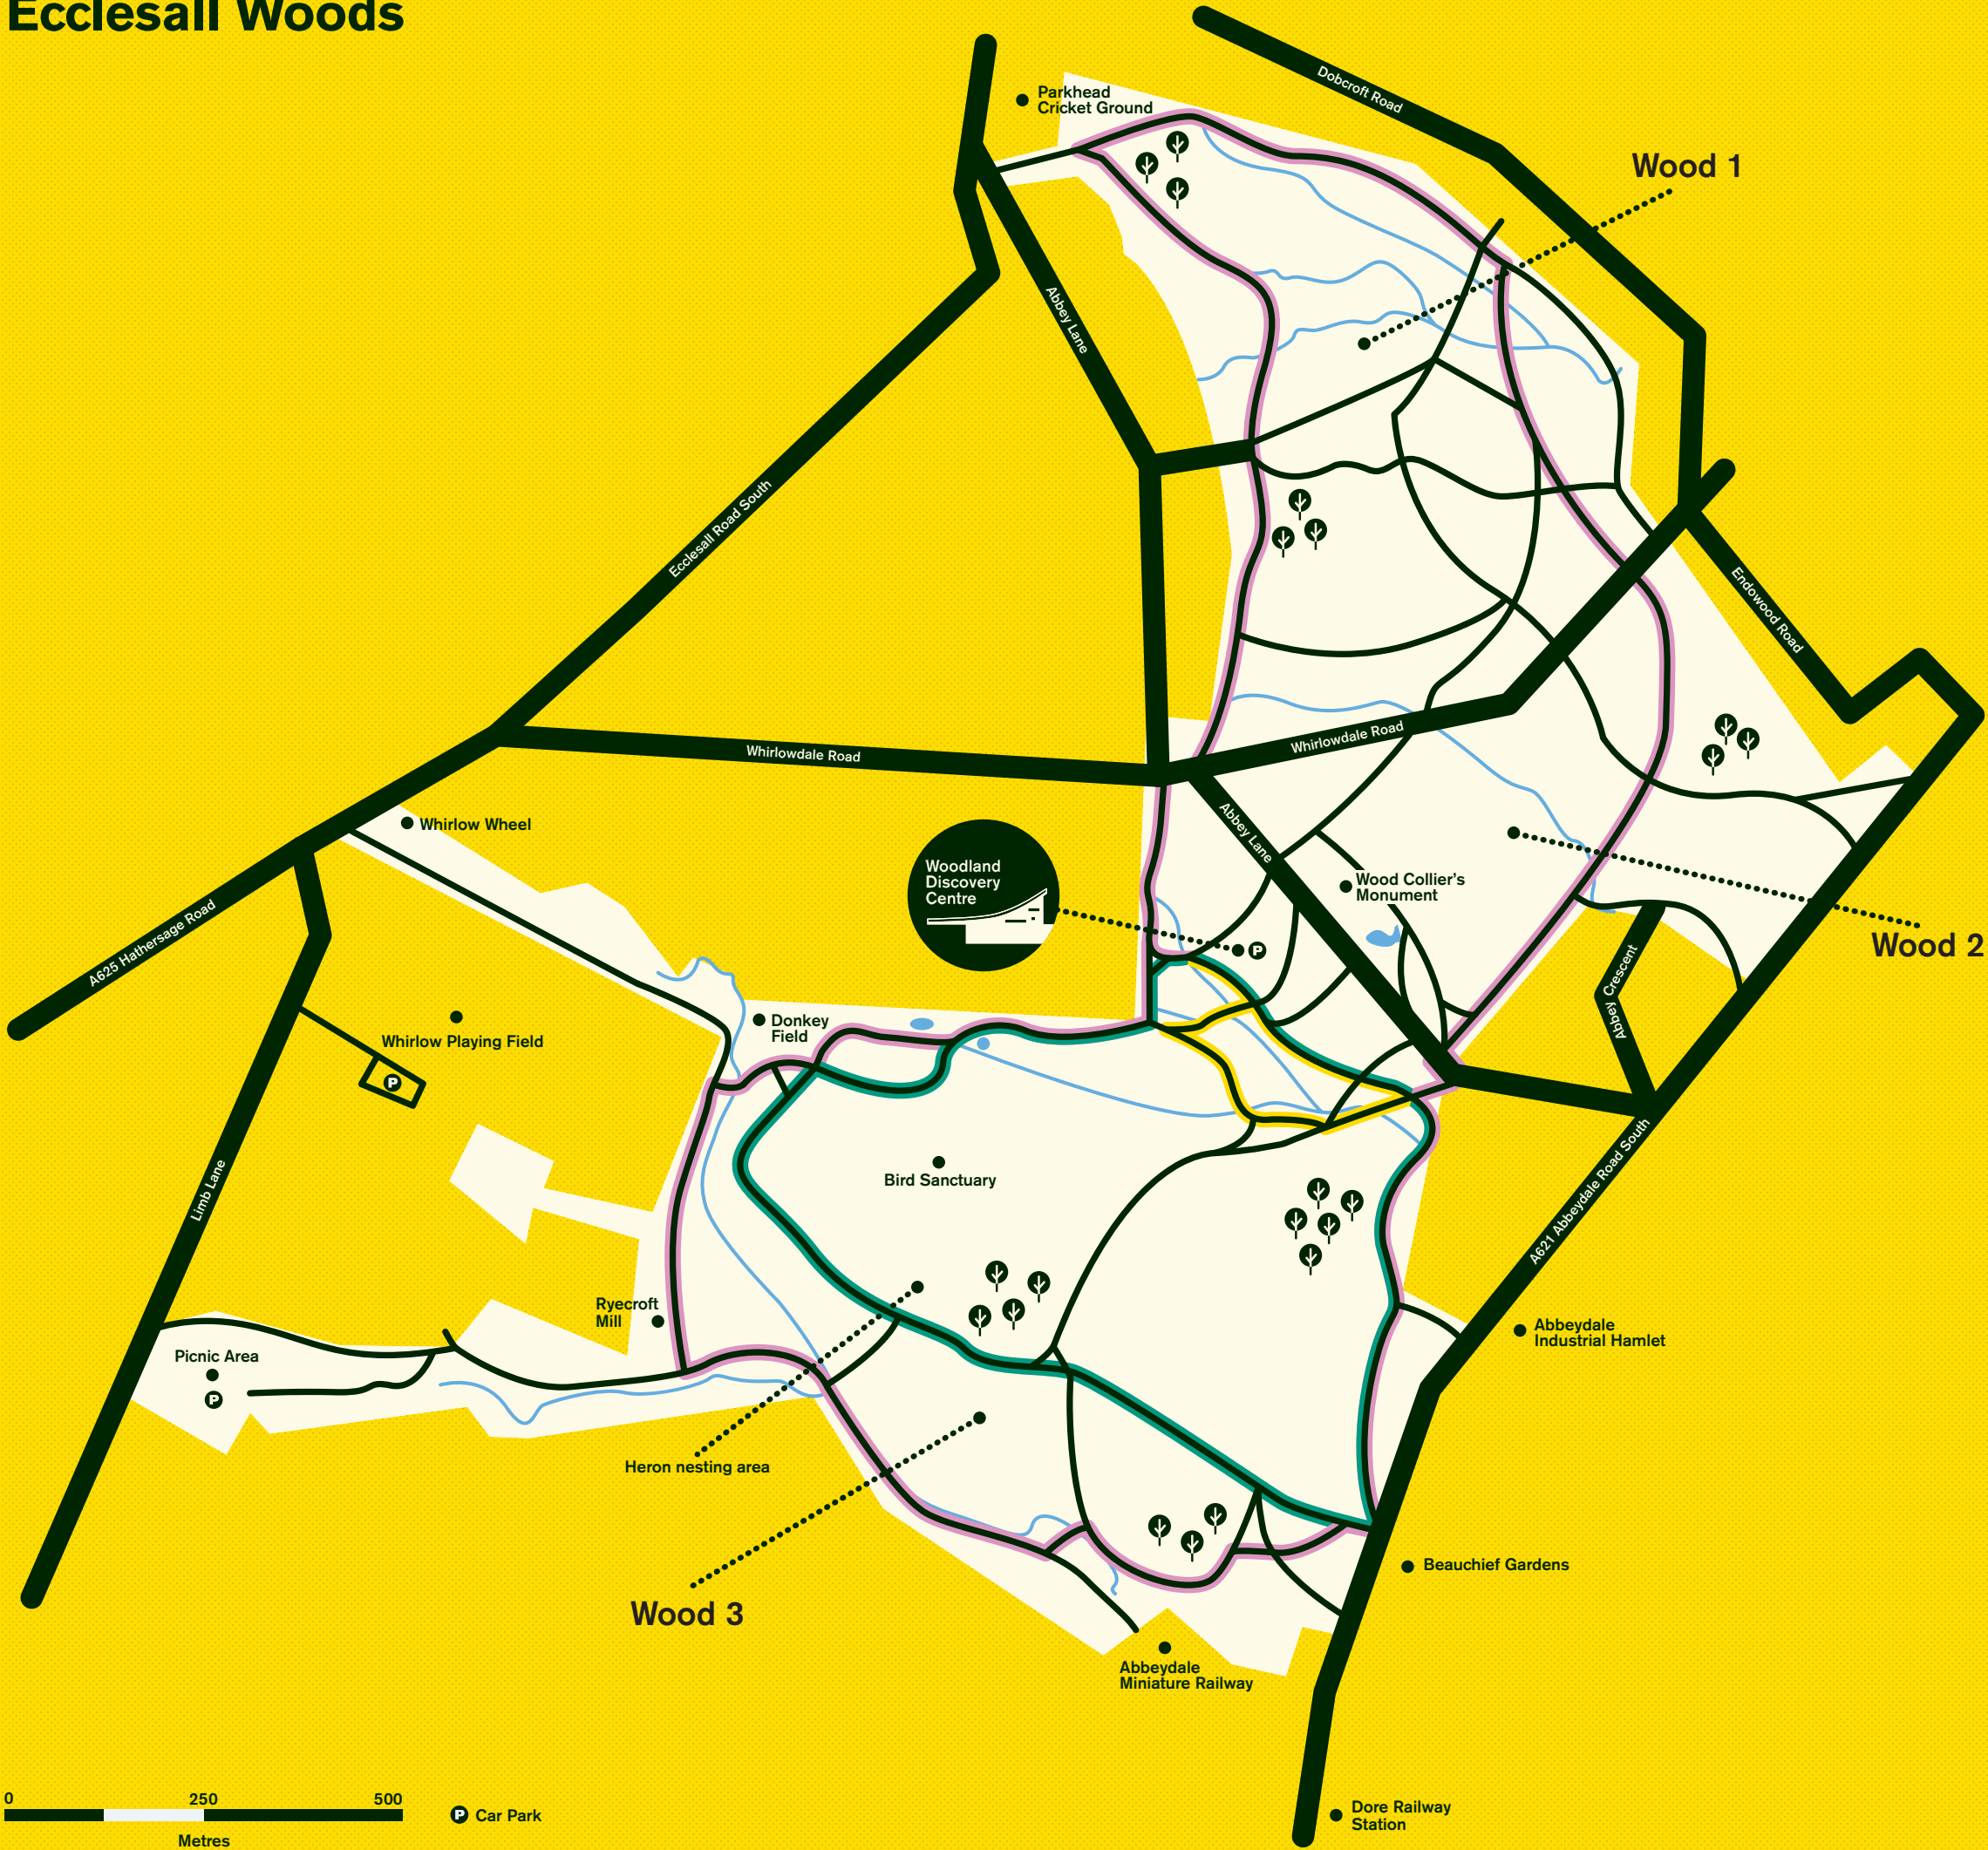 Ecclesall Woods
Parkhead
Cricket Ground
Dobcroft Road
Wood 1
Abbey Lane
Ecclesall Road South
Endowood Road
Whirlowdale Road
Whirlowdale Road
Whirlow Wheel
Abbey Lane
Woodland
Discovery
Centre
Wood Collier's
Monument
P
Wood 2
A625 Hathersage Road
Abbey Crescent
Whirlow Playing Field
P
Donkey
Field
Bird Sanctuary
Limb Lane
A621 Abbeydale Road South
Ryecroft
Mill
Abbeydale
Industrial Hamlet
Picnic Area
P
Heron nesting area
Beauchief Gardens
Wood 3
Abbeydale
Miniature Railway
0 250 500
Metres
P Car Park
Dore Railway
Station